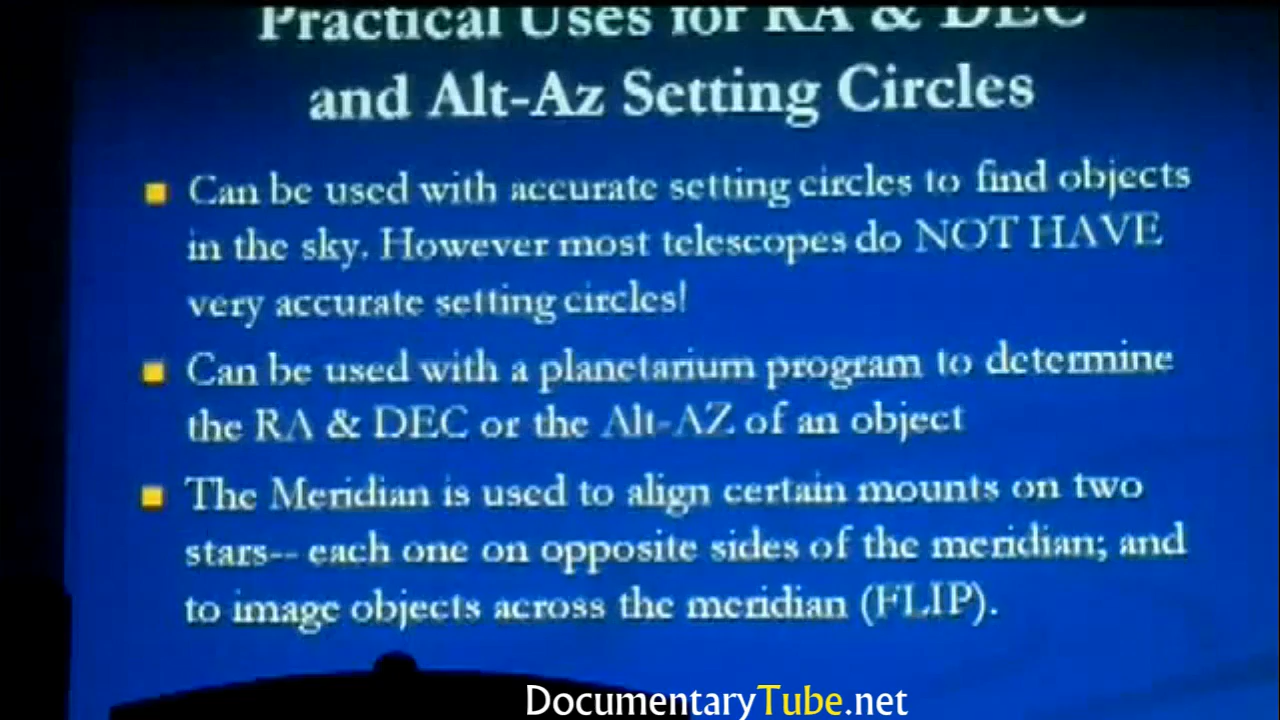 Practical Uses for RA & DEC
and Alt-Az Setting Circles
Can be used with accurate setting circles to find objects
in the sky. However most telescopes do NOT HAVE
very accurate setting circles!
Can be used with a planetarium program to determine
the RA & DEC or the Alt-AZ of an object
The Meridian is used to align certain mounts on two
stars-- each one on opposite sides of the meridian; and
to image objects across the meridian (FLIP).
DocumentaryTube.net